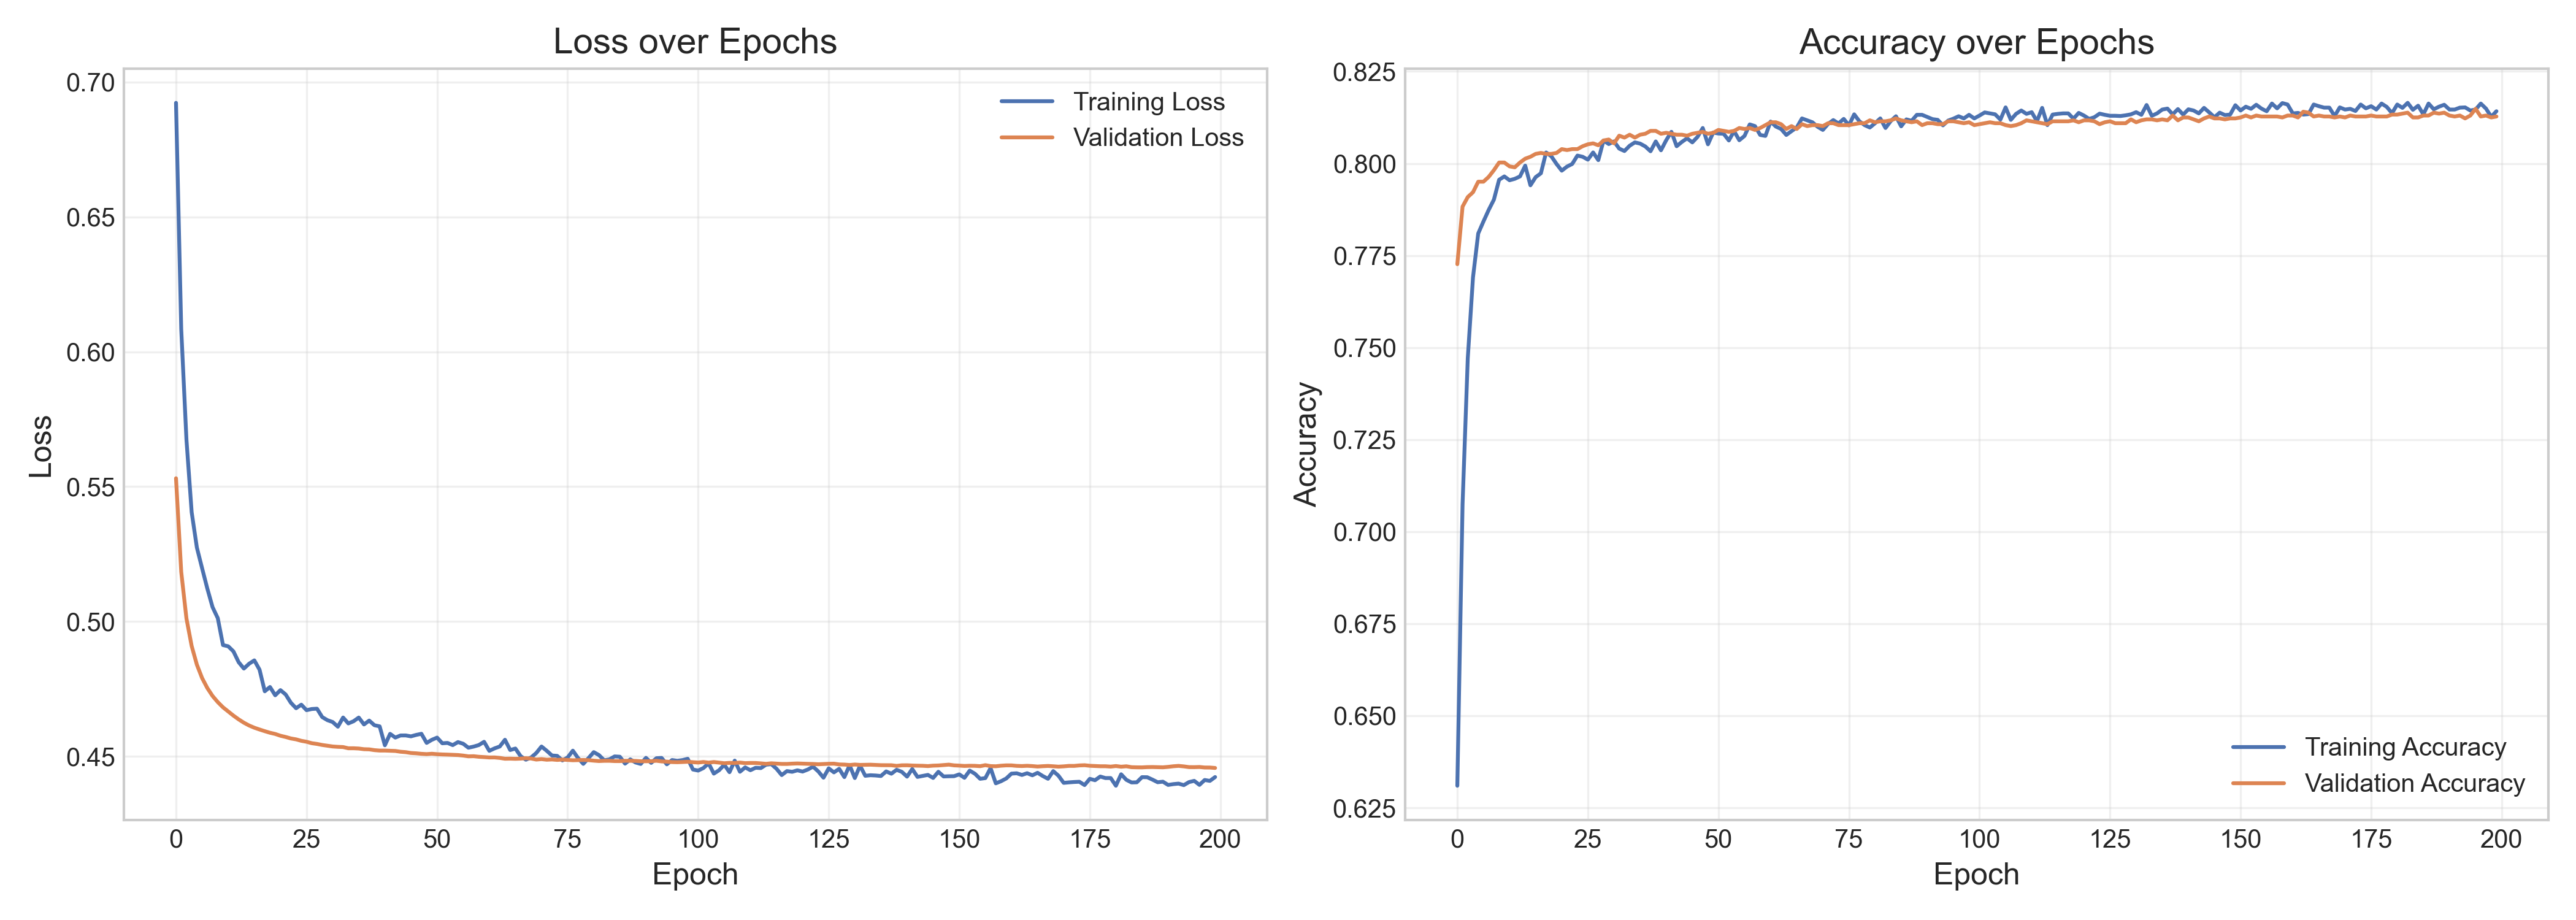 Loss over Epochs
Loss
0.70
0.65
0.60
0.55
0.50
0.45
Training Loss
Validation Loss
0 25 50 75 100 125 150 175 200
Epoch
Accuracy over Epochs
Accuracy
0.825
0.800
0.775
0.750
0.725
0.700
0.675
0.650
0.625
Training Accuracy
Validation Accuracy
0 25 50 75 100 125 150 175 200
Epoch